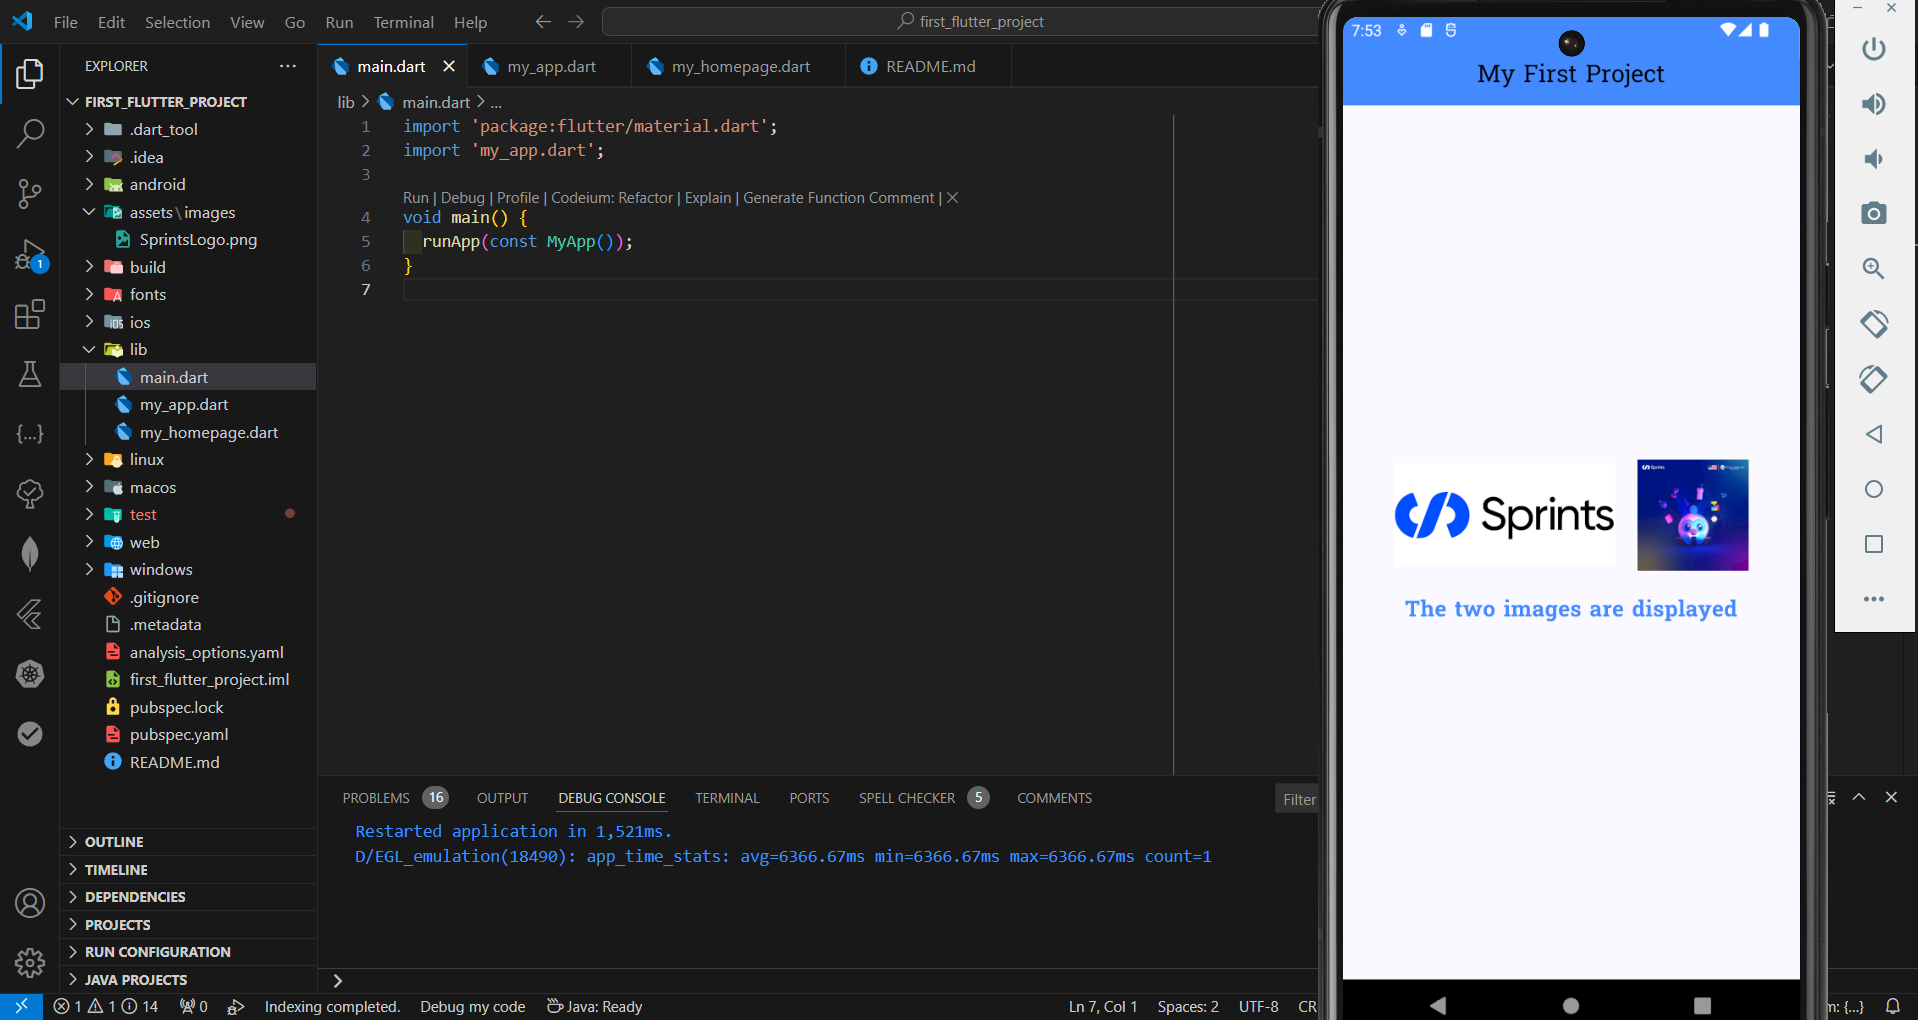 File Edit Selection View Go Run Terminal Help
first_flutter_project
EXPLORER
FIRST_FLUTTER_PROJECT
.dart_tool
.idea
android
assets\images
SprintsLogo.png
build
fonts
ios
lib
main.dart
my_app.dart
my_homepage.dart
linux
macos
test
web
windows
.gitignore
.metadata
analysis_options.yaml
first_flutter_project.iml
pubspec.lock
pubspec.yaml
README.md
OUTLINE
TIMELINE
DEPENDENCIES
PROJECTS
RUN CONFIGURATION
JAVA PROJECTS
main.dart my_app.dart my_homepage.dart README.md
lib > main.dart > ...
1 import 'package:flutter/material.dart';
2 import 'my_app.dart';
3
Run | Debug | Profile | Codeium: Refactor | Explain | Generate Function Comment | ×
4 void main() {
5 runApp(const MyApp());
6 }
7
PROBLEMS 16 OUTPUT DEBUG CONSOLE TERMINAL PORTS SPELL CHECKER 5 COMMENTS
Filter
Restarted application in 1,521ms.
D/EGL_emulation(18490): app_time_stats: avg=6366.67ms min=6366.67ms max=6366.67ms count=1
1 1 14 0 Indexing completed. Debug my code Java: Ready
Ln 7, Col 1 Spaces: 2 UTF-8 CR
m: {...}
7:53
My First Project
Sprints
The two images are displayed